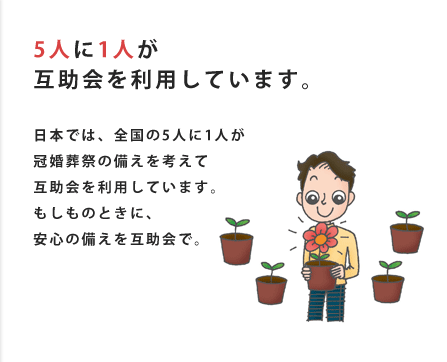 5人に1人が
互助会を利用しています。
日本では、全国の5人に1人が
冠婚葬祭の備えを考えて
互助会を利用しています。
もしものときに、
安心の備えを互助会で。